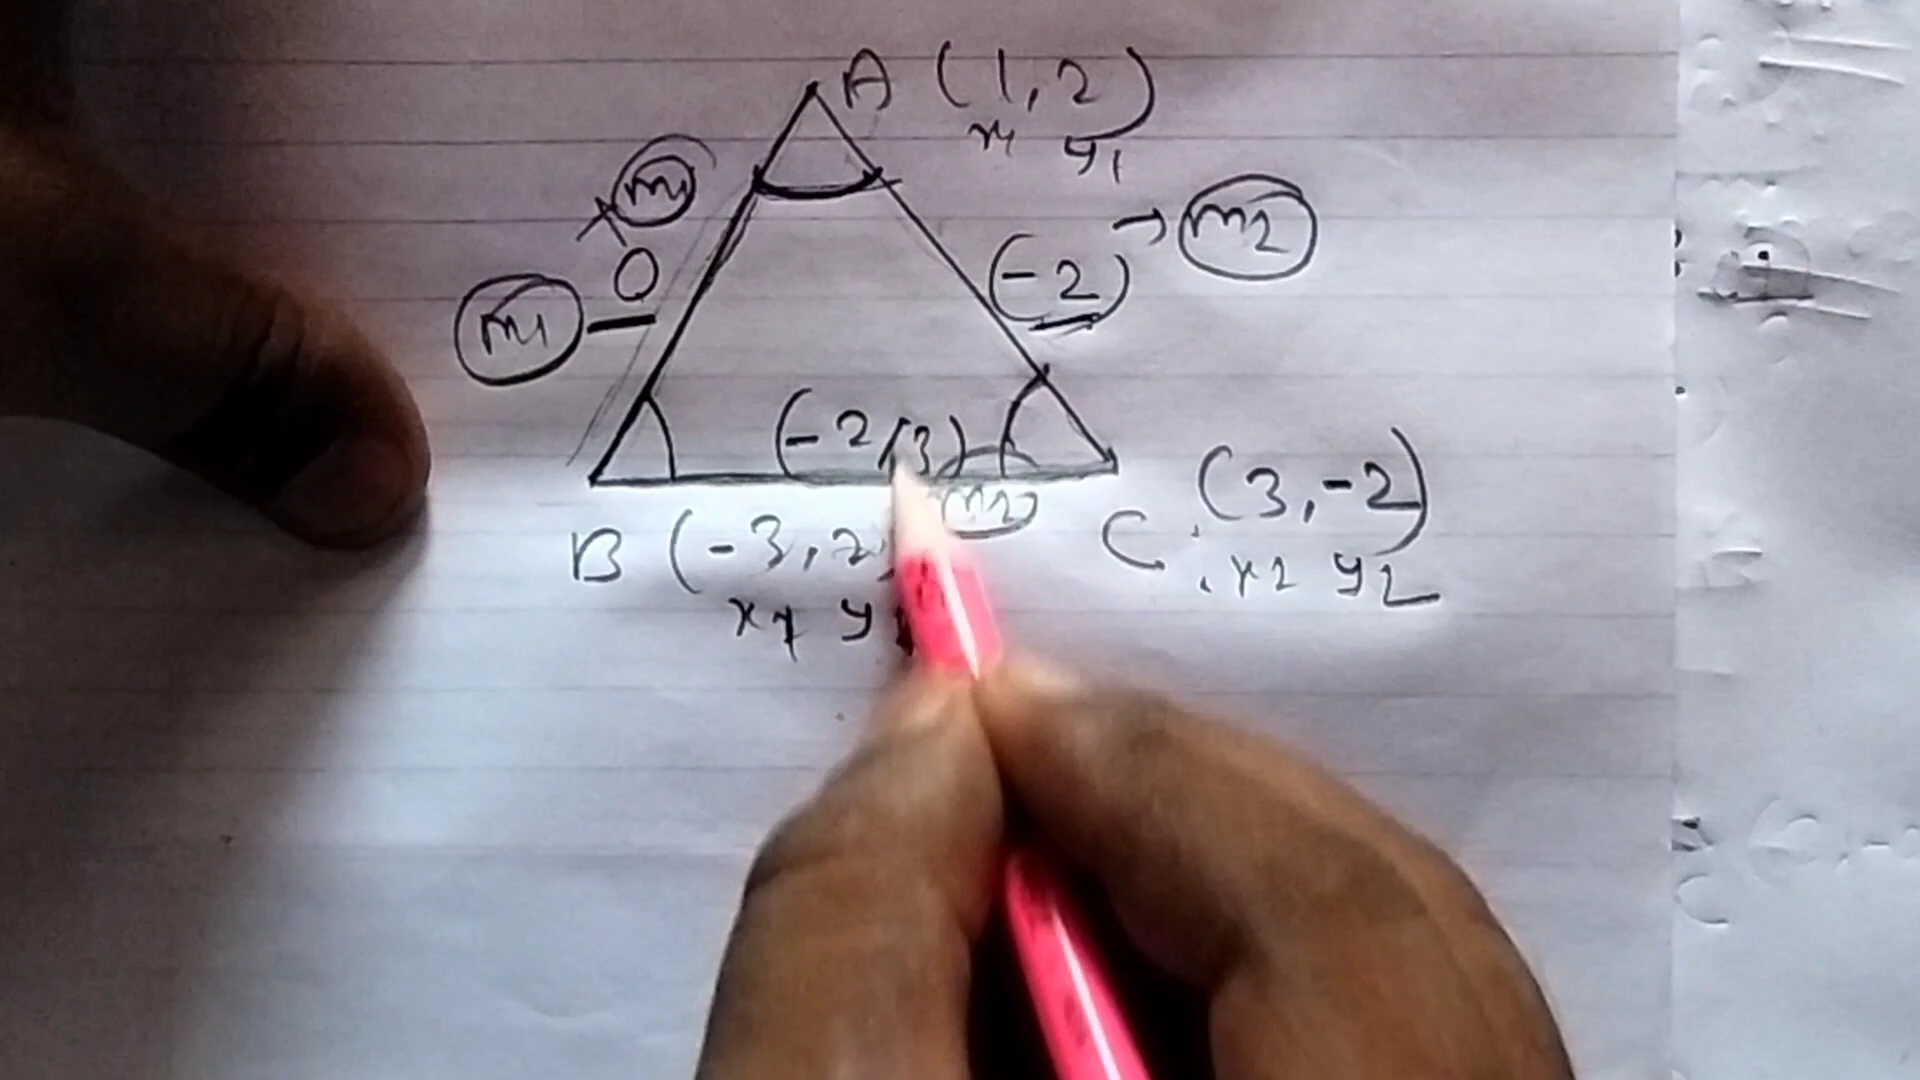 A (1, 2)
x1 y1
m1
m2
0
(-2)
m1
(-2/3)
m2
(3, -2)
B (-3, 2
C
x1 y
x2 y2